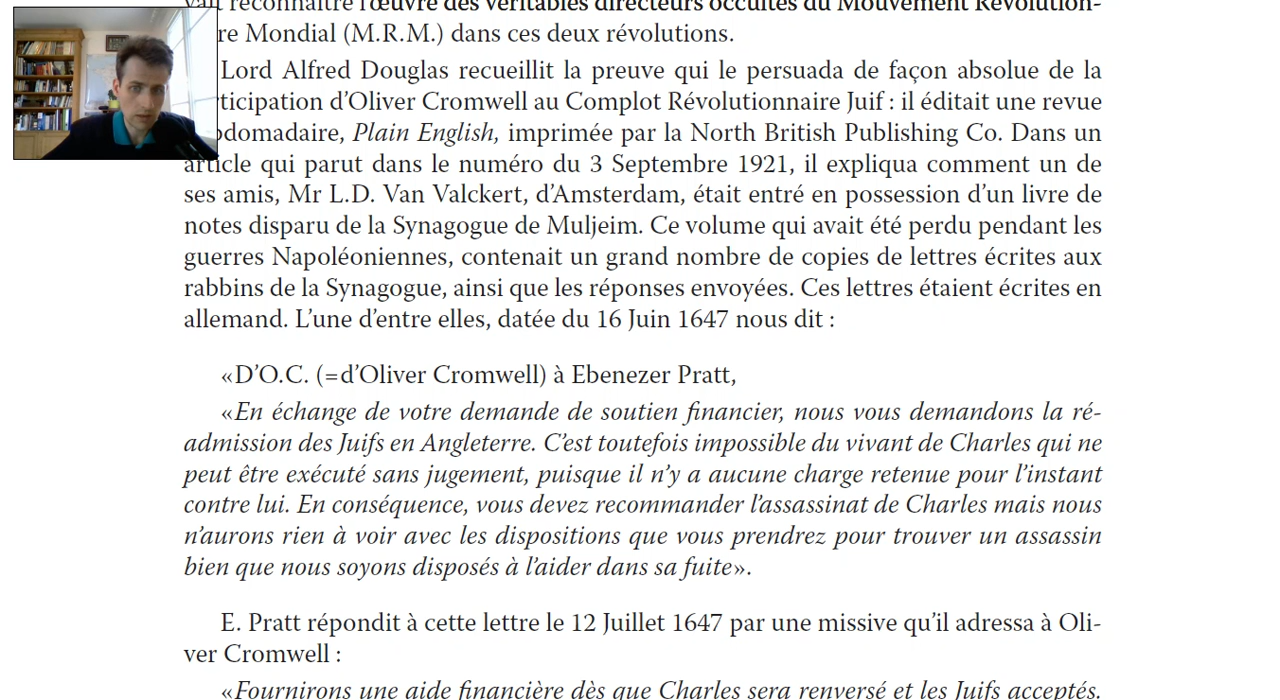 reconnaître l'œuvre des véritables directeurs occultes du Mouvement Révolution-
re Mondial (M.R.M.) dans ces deux révolutions.
Lord Alfred Douglas recueillit la preuve qui le persuada de façon absolue de la
ticipation d'Oliver Cromwell au Complot Révolutionnaire Juif : il éditait une revue
domadaire, Plain English, imprimée par la North British Publishing Co. Dans un
article qui parut dans le numéro du 3 Septembre 1921, il expliqua comment un de
ses amis, Mr L.D. Van Valckert, d'Amsterdam, était entré en possession d'un livre de
notes disparu de la Synagogue de Muljeim. Ce volume qui avait été perdu pendant les
guerres Napoléoniennes, contenait un grand nombre de copies de lettres écrites aux
rabbins de la Synagogue, ainsi que les réponses envoyées. Ces lettres étaient écrites en
allemand. L'une d'entre elles, datée du 16 Juin 1647 nous dit :
«D'O.C. (=d'Oliver Cromwell) à Ebenezer Pratt,
«En échange de votre demande de soutien financier, nous vous demandons la ré-
admission des Juifs en Angleterre. C'est toutefois impossible du vivant de Charles qui ne
peut être exécuté sans jugement, puisque il n'y a aucune charge retenue pour l'instant
contre lui. En conséquence, vous devez recommander l'assassinat de Charles mais nous
n'aurons rien à voir avec les dispositions que vous prendrez pour trouver un assassin
bien que nous soyons disposés à l'aider dans sa fuite».
E. Pratt répondit à cette lettre le 12 Juillet 1647 par une missive qu'il adressa à Oli-
ver Cromwell :
«Fournirons une aide financière dès que Charles sera renversé et les Juifs acceptés.